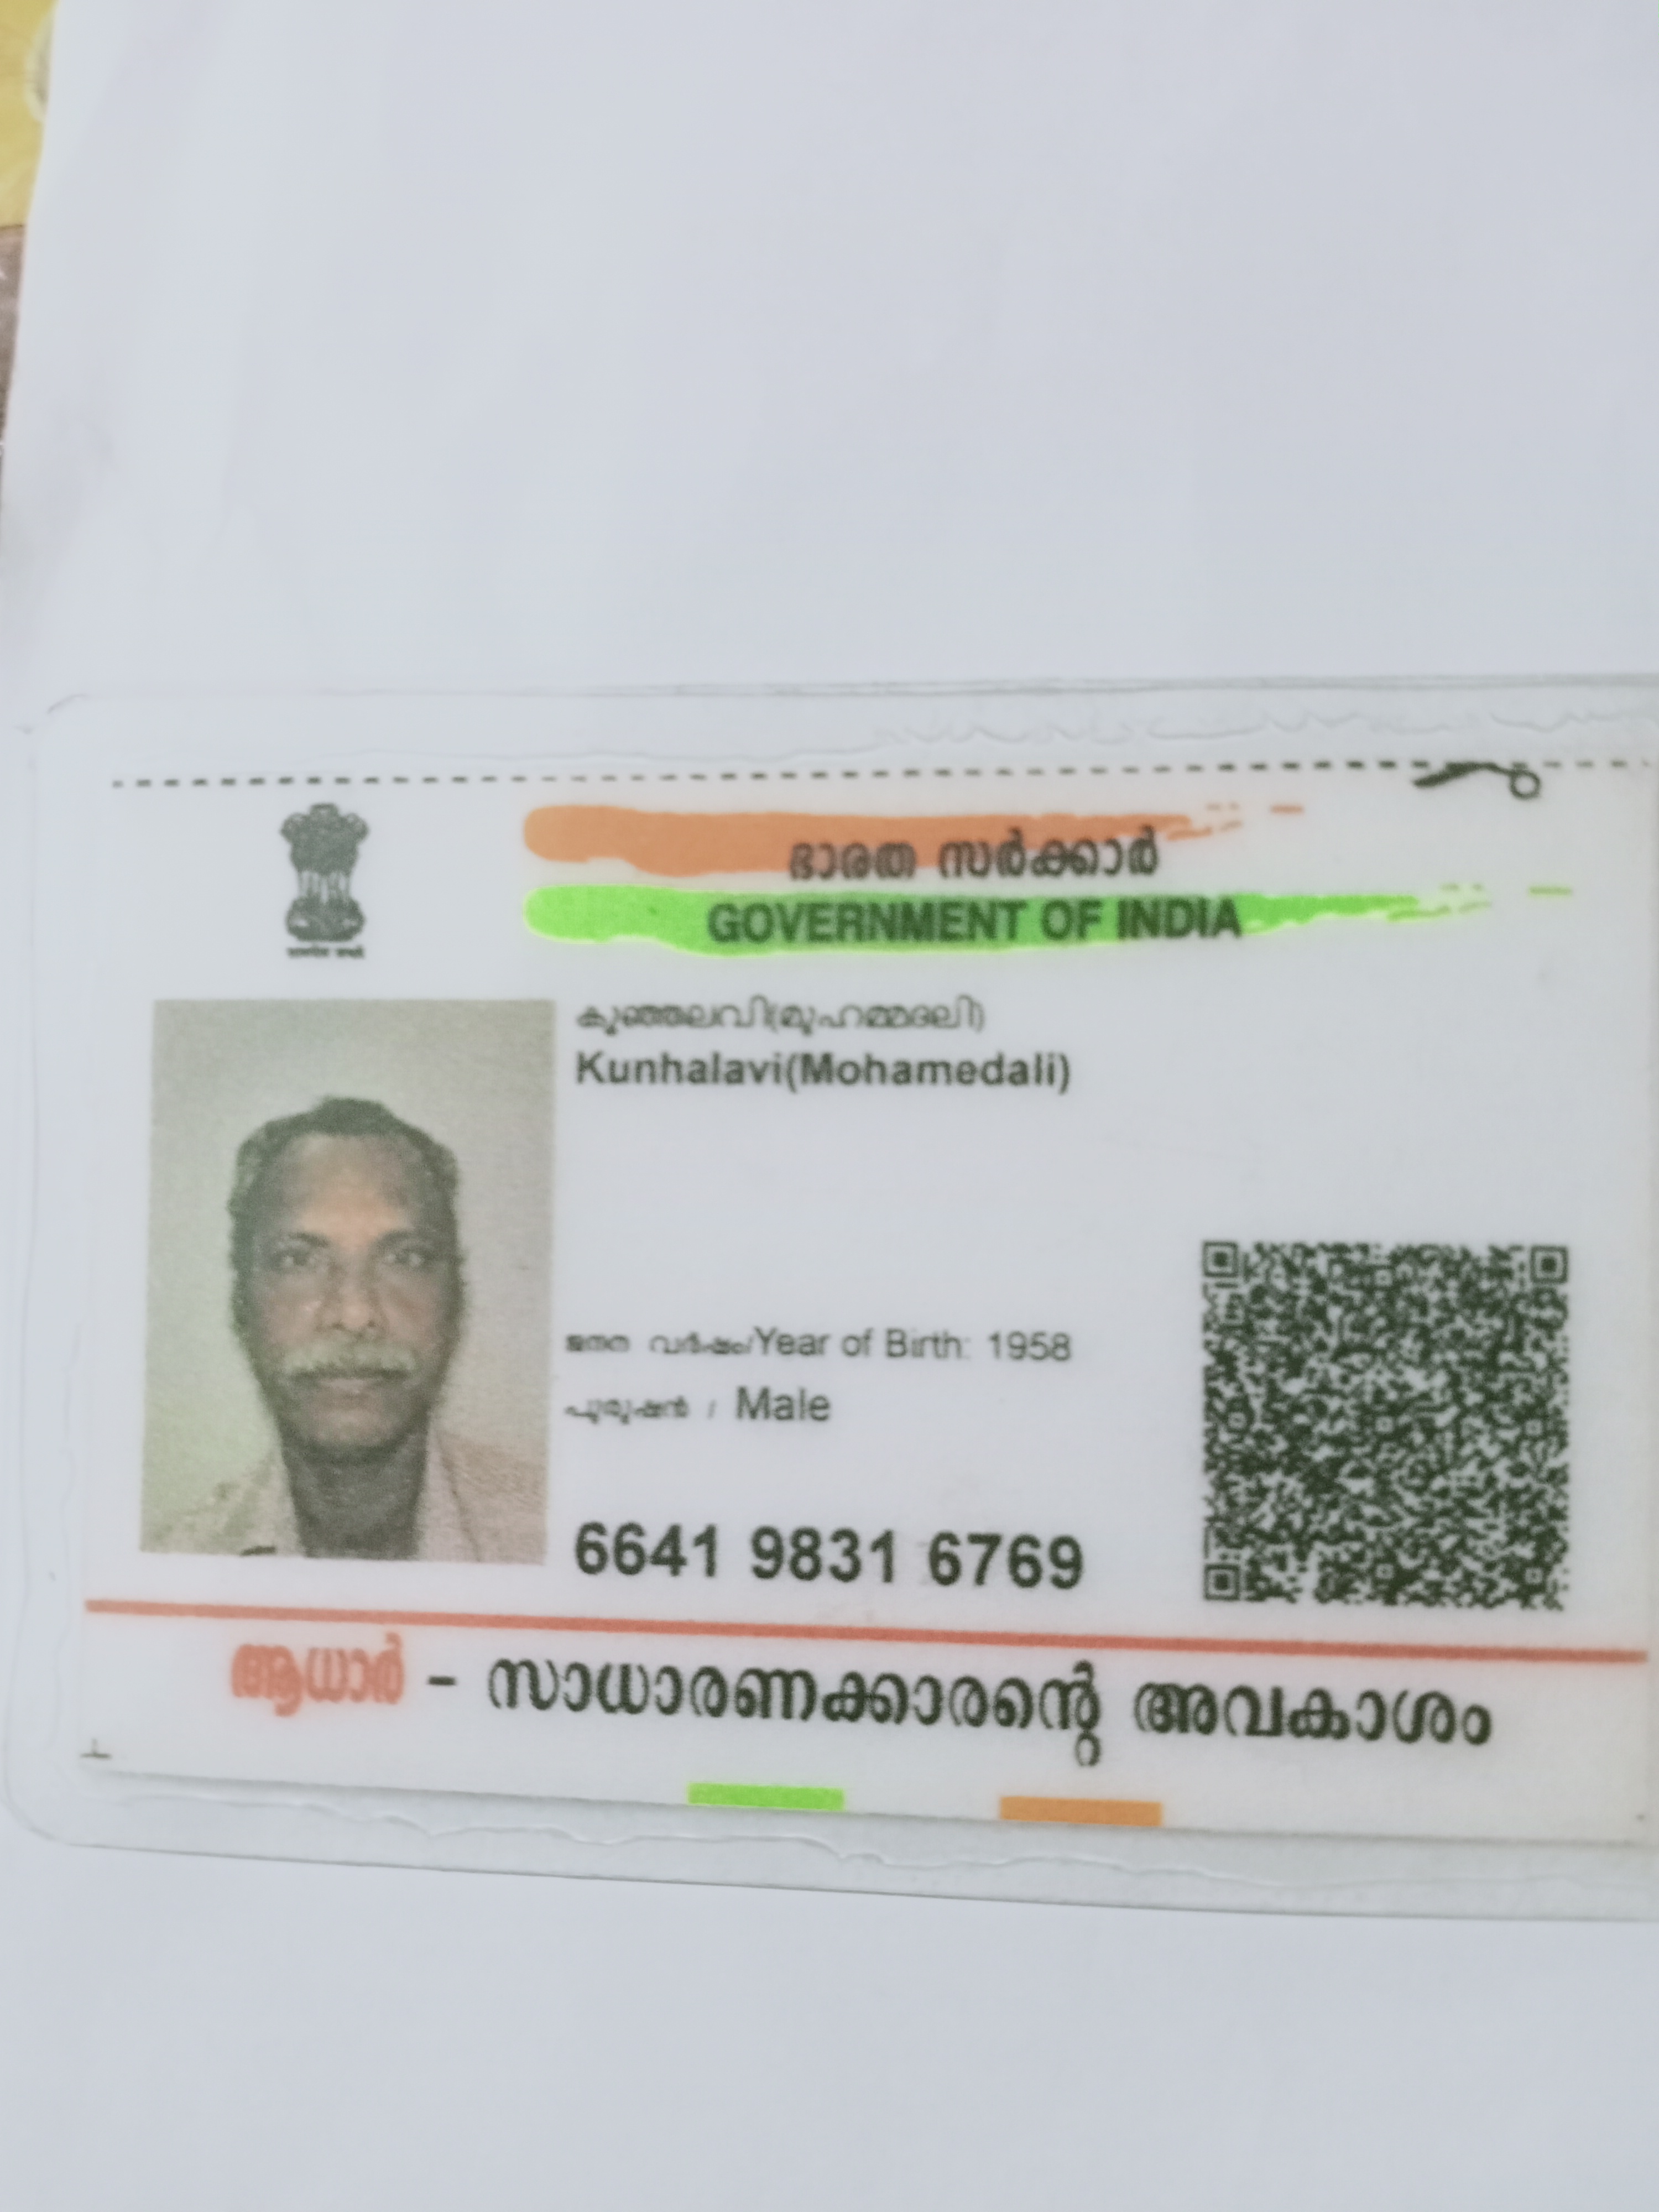 ഭാരത സർക്കാർ
GOVERNMENT OF INDIA
കുഞ്ഞലവി(മുഹമ്മദലി)
Kunhalavi(Mohamedali)
ജനന വർഷം/Year of Birth: 1958
പുരുഷൻ / Male
6641 9831 6769
ആധാർ - സാധാരണക്കാരന്റെ അവകാശം